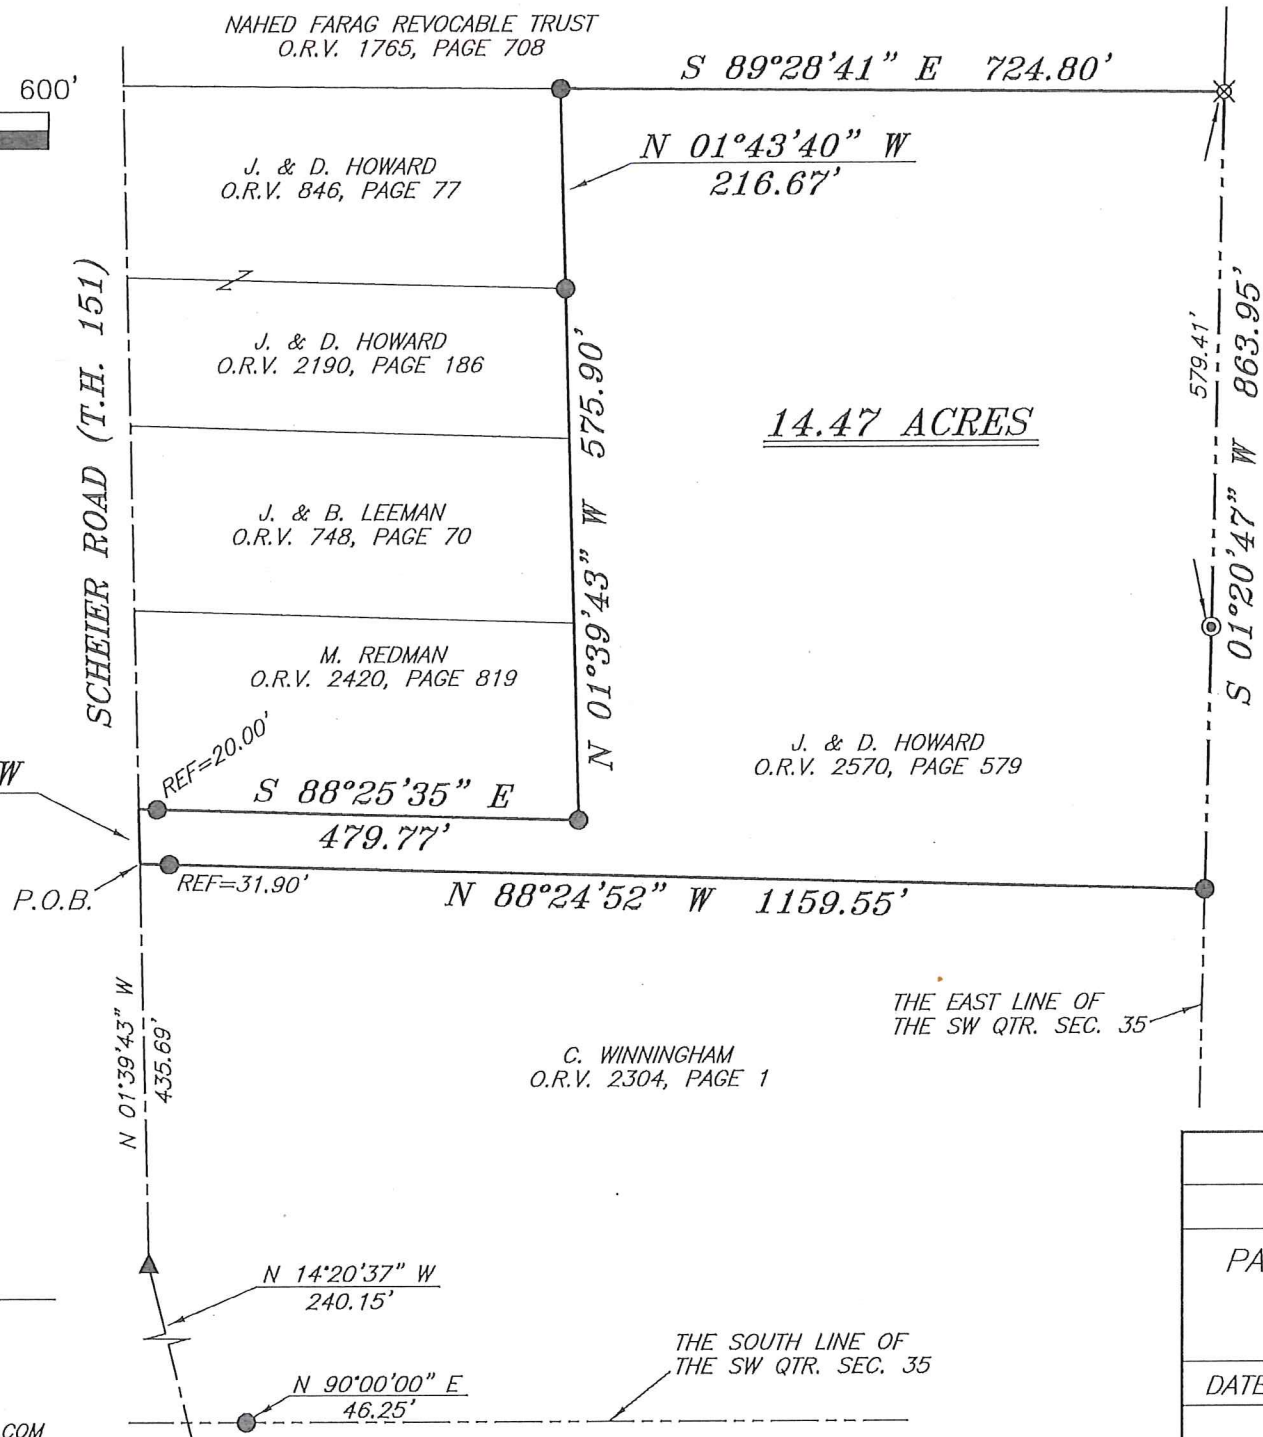 NAHED FARAG REVOCABLE TRUST
O.R.V. 1765, PAGE 708
600'
S 89°28'41" E 724.80'
N 01°43'40" W
216.67'
J. & D. HOWARD
O.R.V. 846, PAGE 77
SCHEIER ROAD (T.H. 151)
J. & D. HOWARD
O.R.V. 2190, PAGE 186
N 01°39'43" W 575.90'
14.47 ACRES
579.41'
S 01°20'47" W 863.95'
J. & B. LEEMAN
O.R.V. 748, PAGE 70
M. REDMAN
O.R.V. 2420, PAGE 819
REF=20.00'
J. & D. HOWARD
O.R.V. 2570, PAGE 579
W
S 88°25'35" E
479.77'
P.O.B.
REF=31.90'
N 88°24'52" W 1159.55'
N 01°39'43" W
435.69'
THE EAST LINE OF
THE SW QTR. SEC. 35
C. WINNINGHAM
O.R.V. 2304, PAGE 1
N 14°20'37" W
240.15'
PA
THE SOUTH LINE OF
THE SW QTR. SEC. 35
N 90°00'00" E
46.25'
DATE
.COM